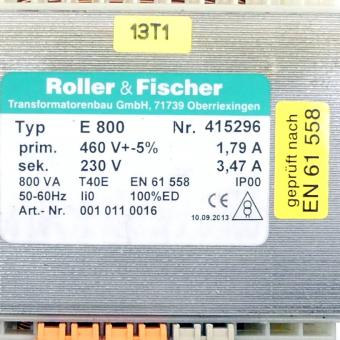 13T1
Roller & Fischer
Transformatorenbau GmbH, 71739 Oberriexingen
Typ E 800 Nr. 415296
prim. 460 V+-5% 1,79 A
sek. 230 V 3,47 A
800 VA T40E EN 61 558 IP00
50-60Hz Ii0 100%ED
Art.- Nr. 001 011 0016
10.09.2013
geprüft nach
EN 61 558